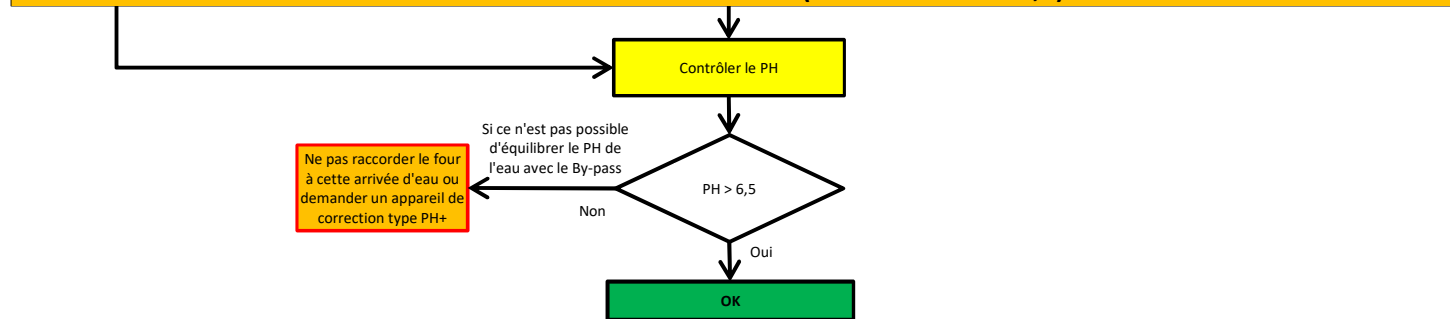 Contrôler le PH
Si ce n'est pas possible
d'équilibrer le PH de
l'eau avec le By-pass
Ne pas raccorder le four
à cette arrivée d'eau ou
demander un appareil de
correction type PH+
PH > 6,5
Non
Oui
OK